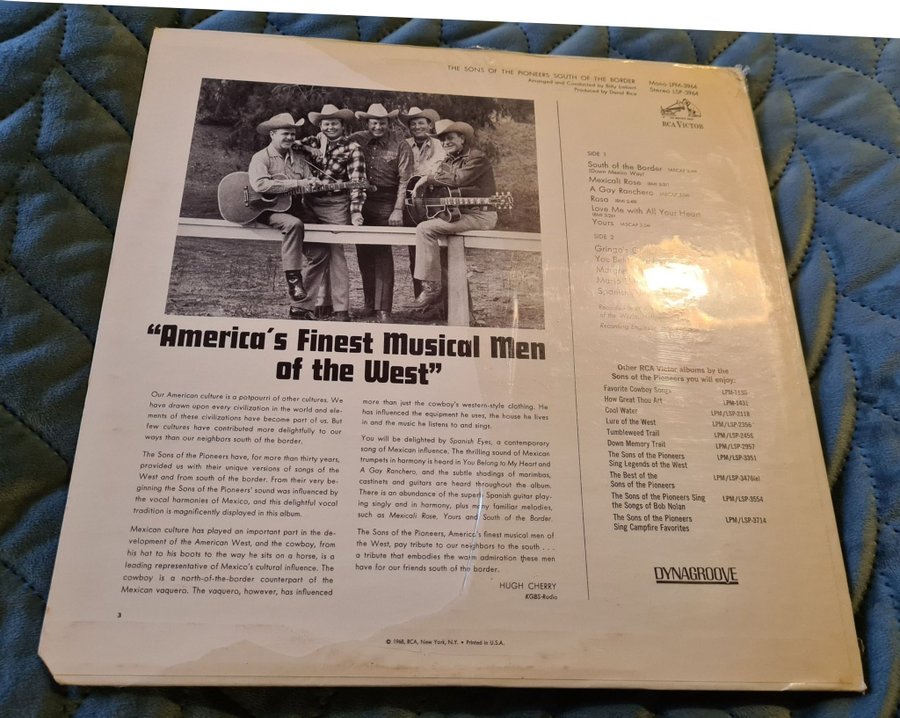 THE SONS OF THE PIONEERS SOUTH OF THE BORDER
Arranged and Conducted by Billy Liebert
Produced by Darol Rice
Mono LPM-3964
Stereo LSP-3964
RCA VICTOR
SIDE 1
South of the Border
(Down Mexico Way)
Mexicali Rose
A Gay Ranchero
Rosa
Love Me with All Your Heart
Yours
SIDE 2
Gringo's
You Be
Spanish
Recording
"America's Finest Musical Men
of the West"
Our American culture is a potpourri of other cultures. We
have drawn upon every civilization in the world and ele-
ments of these civilizations have become part of us. But
few cultures have contributed more delightfully to our
ways than our neighbors south of the border.
The Sons of the Pioneers have, for more than thirty years,
provided us with their unique versions of songs of the
West and from south of the border. From their very be-
ginning the Sons of the Pioneers' sound was influenced by
the vocal harmonies of Mexico, and this delightful vocal
tradition is magnificently displayed in this album.
Mexican culture has played an important part in the de-
velopment of the American West, and the cowboy, from
his hat to his boots to the way he sits on a horse, is a
leading representative of Mexico's cultural influence. The
cowboy is a north-of-the-border counterpart of the
Mexican vaquero. The vaquero, however, has influenced
more than just the cowboy's western-style clothing. He
has influenced the equipment he uses, the house he lives
in and the music he listens to and sings.
You will be delighted by Spanish Eyes, a contemporary
song of Mexican influence. The thrilling sound of Mexican
trumpets in harmony is heard in You Belong to My Heart and
A Gay Ranchero, and the subtle shadings of marimbas,
castinets and guitars are heard throughout the album.
There is an abundance of the superb Spanish guitar play-
ing singly and in harmony, plus many familiar melodies,
such as Mexicali Rose, Yours and South of the Border.
The Sons of the Pioneers, America's finest musical men of
the West, pay tribute to our neighbors to the south . . .
a tribute that embodies the warm admiration these men
have for our friends south of the border.
HUGH CHERRY
KGBS-Radio
Other RCA Victor albums by the
Sons of the Pioneers you will enjoy:
Favorite Cowboy Songs LPM-1130
How Great Thou Art LPM-1431
Cool Water LPM/LSP-2118
Lure of the West LPM/LSP-2356
Tumbleweed Trail LPM/LSP-2456
Down Memory Trail LPM/LSP-2957
The Sons of the Pioneers
Sing Legends of the West LPM/LSP-3351
The Best of the
Sons of the Pioneers LPM/LSP-3476(e)
The Sons of the Pioneers Sing
the Songs of Bob Nolan LPM/LSP-3554
The Sons of the Pioneers
Sing Campfire Favorites LPM/LSP-3714
DYNAGROOVE
3
© 1968, RCA, New York, N.Y. • Printed in U.S.A.